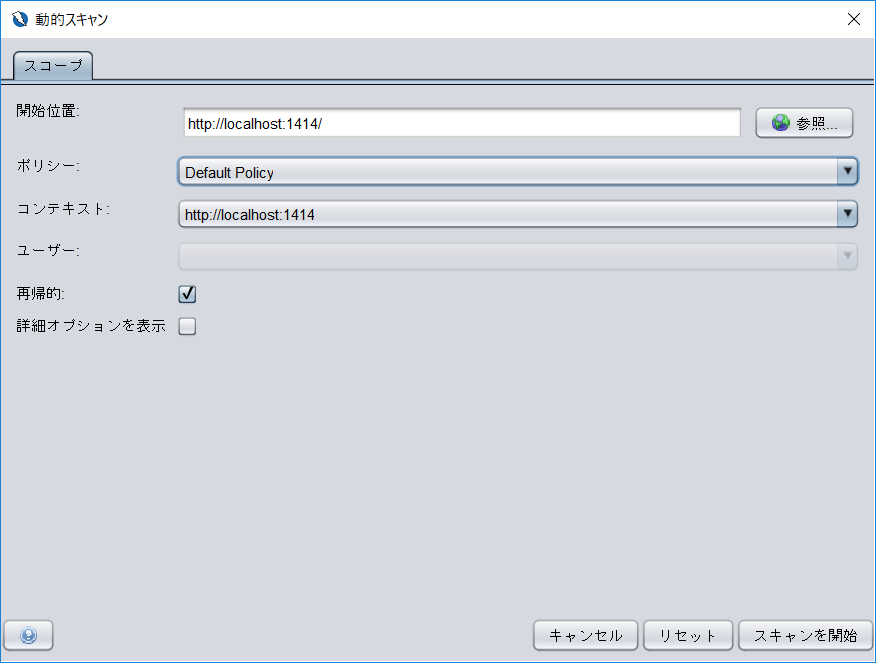 動的スキャン
スコープ
開始位置:
http://localhost:1414/
参照...
ポリシー:
Default Policy
コンテキスト:
http://localhost:1414
ユーザー:
再帰的:
詳細オプションを表示
キャンセル
リセット
スキャンを開始